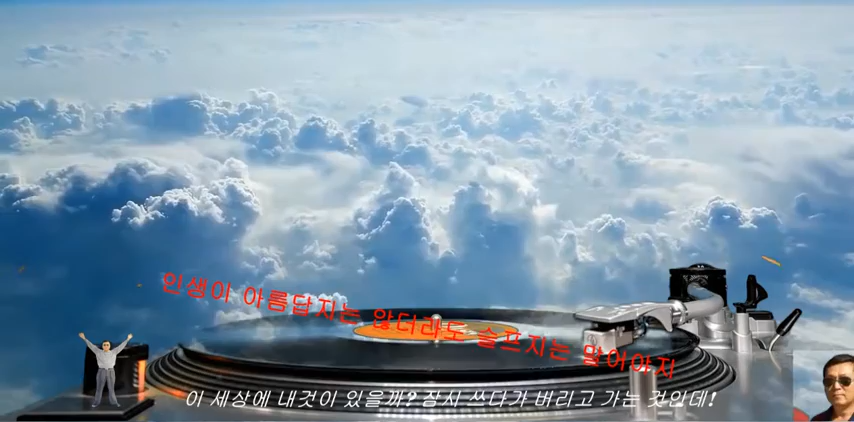 인생이 아름답지는 않더라도 슬프지는 말아야지
이 세상에 내것이 있을까? 잠시 쓰다가 버리고 가는 것인데!